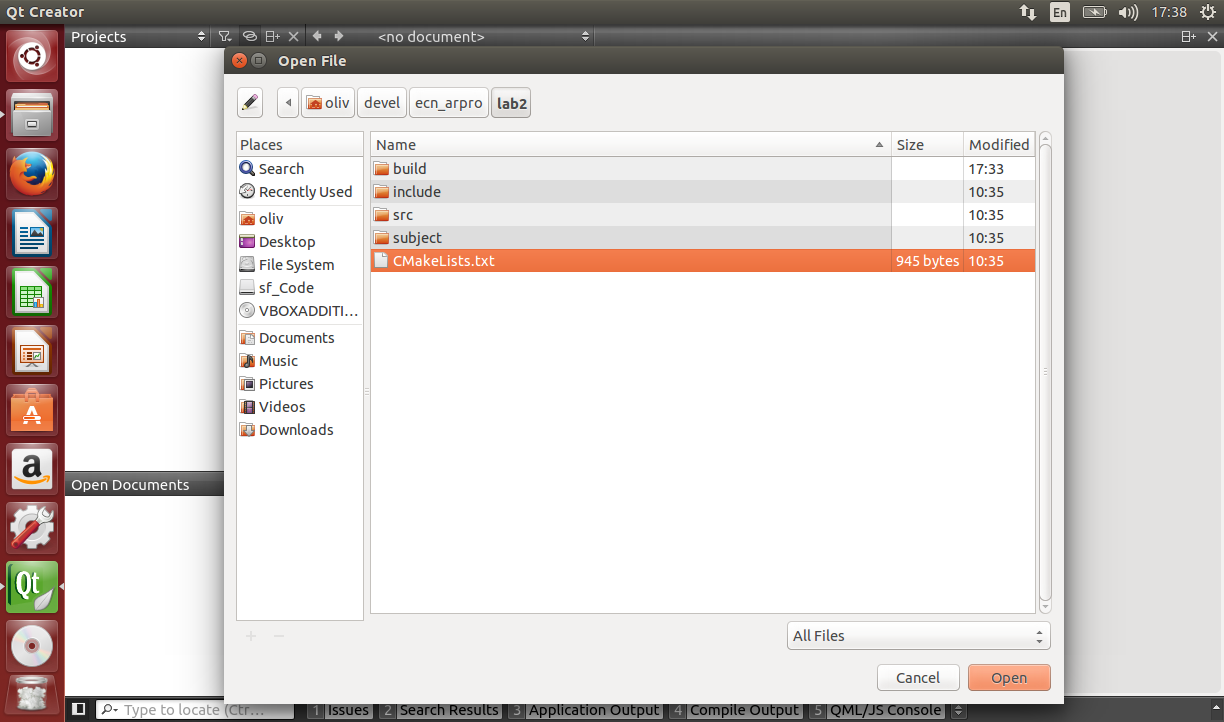 Qt Creator En 17:38
Projects <no document>
Open File
oliv devel ecn_arpro lab2
Places
Search
Recently Used
oliv
Desktop
File System
sf_Code
VBOXADDITI...
Documents
Music
Pictures
Videos
Downloads
Name Size Modified
build 17:33
include 10:35
src 10:35
subject 10:35
CMakeLists.txt 945 bytes 10:35
All Files
Cancel Open
Open Documents
Qt
a
Type to locate (Ctr...
1 Issues 2 Search Results 3 Application Output 4 Compile Output 5 QML/JS Console